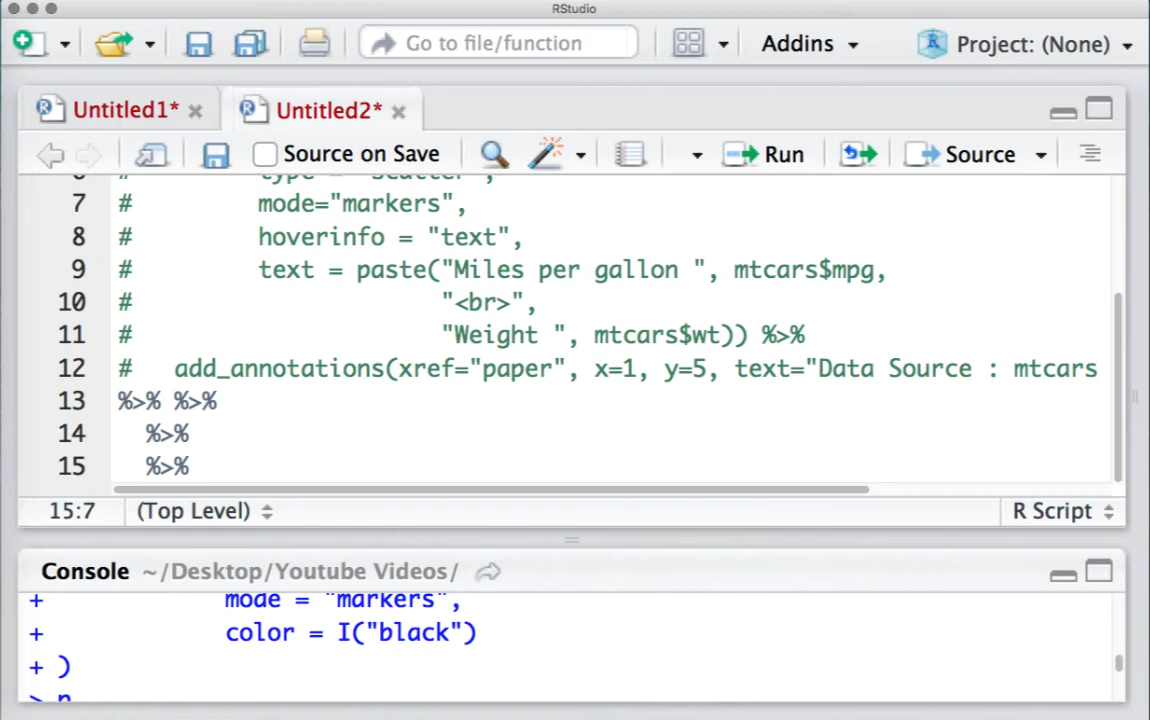 RStudio
Go to file/function
Addins
Project: (None)
Untitled1*
Untitled2*
Source on Save
Run
Source
6 # type = "scatter",
7 # mode="markers",
8 # hoverinfo = "text",
9 # text = paste("Miles per gallon ", mtcars$mpg,
10 # "<br>",
11 # "Weight ", mtcars$wt)) %>%
12 # add_annotations(xref="paper", x=1, y=5, text="Data Source : mtcars
13 %>% %>%
14 %>%
15 %>%
15:7 (Top Level) R Script
Console ~/Desktop/Youtube Videos/
+ mode = "markers",
+ color = I("black")
+ )
>